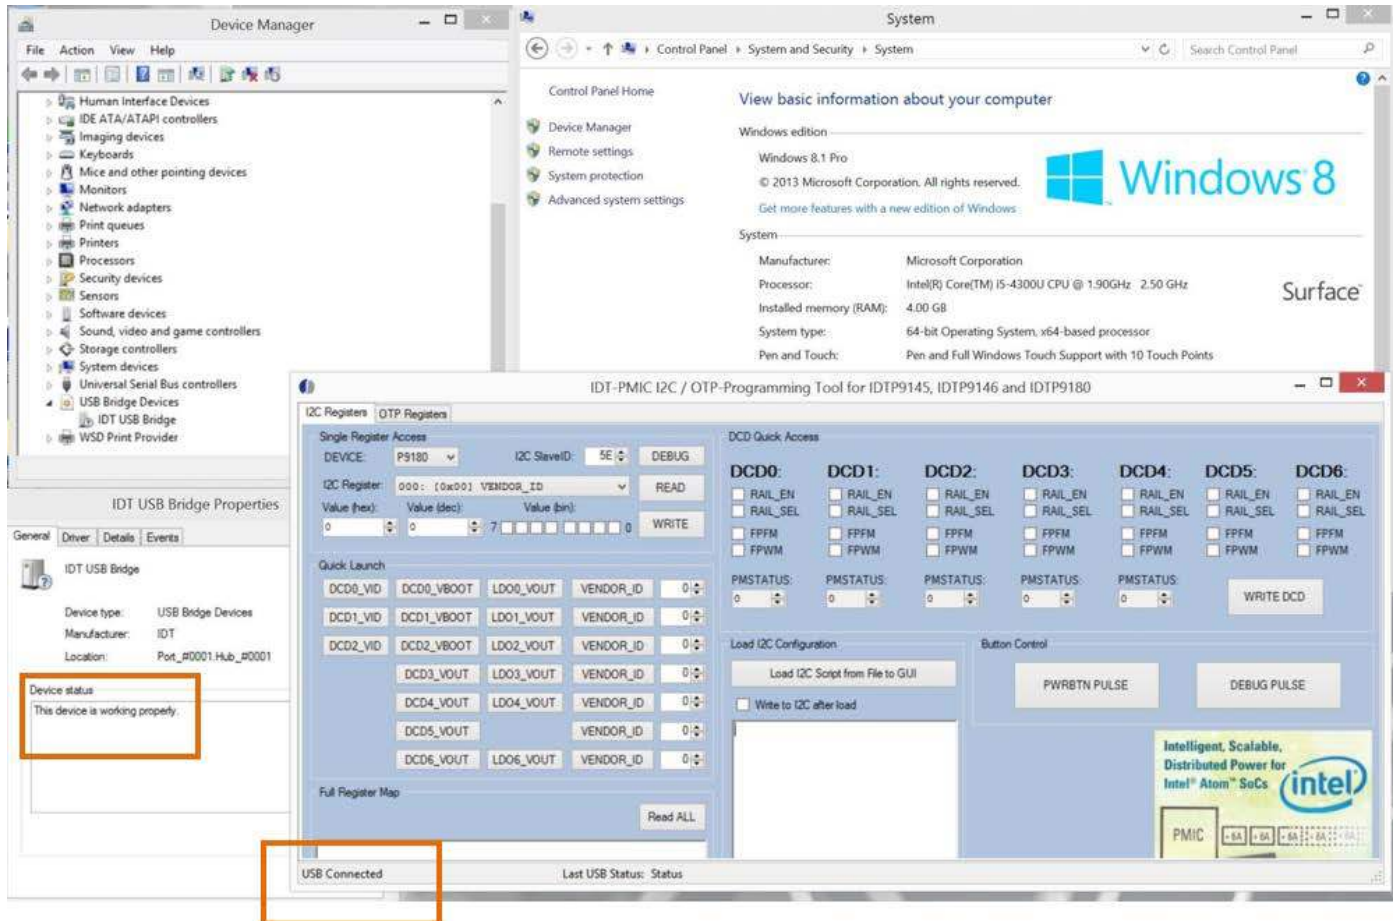 Device Manager
File Action View Help
Human Interface Devices
IDE ATA/ATAPI controllers
Imaging devices
Keyboards
Mice and other pointing devices
Monitors
Network adapters
Print queues
Printers
Processors
Security devices
Sensors
Software devices
Sound, video and game controllers
Storage controllers
System devices
Universal Serial Bus controllers
USB Bridge Devices
IDT USB Bridge
WSD Print Provider
System
Control Panel System and Security System
Search Control Panel
Control Panel Home
Device Manager
Remote settings
System protection
Advanced system settings
View basic information about your computer
Windows edition
Windows 8.1 Pro
© 2013 Microsoft Corporation. All rights reserved.
Get more features with a new edition of Windows
Windows 8
System
Manufacturer: Microsoft Corporation
Processor: Intel(R) Core(TM) i5-4300U CPU @ 1.90GHz 2.50 GHz
Installed memory (RAM): 4.00 GB
System type: 64-bit Operating System, x64-based processor
Pen and Touch: Pen and Full Windows Touch Support with 10 Touch Points
Surface
IDT USB Bridge Properties
General Driver Details Events
IDT USB Bridge
Device type: USB Bridge Devices
Manufacturer: IDT
Location: Port_#0001.Hub_#0001
Device status
This device is working properly.
IDT-PMIC I2C / OTP-Programming Tool for IDTP9145, IDTP9146 and IDTP9180
I2C Registers OTP Registers
Single Register Access
DEVICE: P9180 I2C SlaveID: 5E DEBUG
I2C Register: 000: [0x00] VENDOR_ID READ
Value (hex): Value (dec): Value (bin):
0 0 7 0 WRITE
Quick Launch
DCD0_VID DCD0_VBOOT LDO0_VOUT VENDOR_ID 0
DCD1_VID DCD1_VBOOT LDO1_VOUT VENDOR_ID 0
DCD2_VID DCD2_VBOOT LDO2_VOUT VENDOR_ID 0
DCD3_VOUT LDO3_VOUT VENDOR_ID 0
DCD4_VOUT LDO4_VOUT VENDOR_ID 0
DCD5_VOUT VENDOR_ID 0
DCD6_VOUT LDO6_VOUT VENDOR_ID 0
Full Register Map
Read ALL
DCD Quick Access
DCD0: DCD1: DCD2: DCD3: DCD4: DCD5: DCD6:
RAIL_EN RAIL_EN RAIL_EN RAIL_EN RAIL_EN RAIL_EN RAIL_EN
RAIL_SEL RAIL_SEL RAIL_SEL RAIL_SEL RAIL_SEL RAIL_SEL RAIL_SEL
FPFM FPFM FPFM FPFM FPFM FPFM FPFM
FPWM FPWM FPWM FPWM FPWM FPWM FPWM
PMSTATUS: PMSTATUS: PMSTATUS: PMSTATUS: PMSTATUS:
0 0 0 0 0 WRITE DCD
Load I2C Configuration
Load I2C Script from File to GUI
Write to I2C after load
Button Control
PWRBTN PULSE DEBUG PULSE
Intelligent, Scalable,
Distributed Power for
Intel® Atom™ SoCs
intel
PMIC +6A +6A +6A +6A
USB Connected Last USB Status: Status